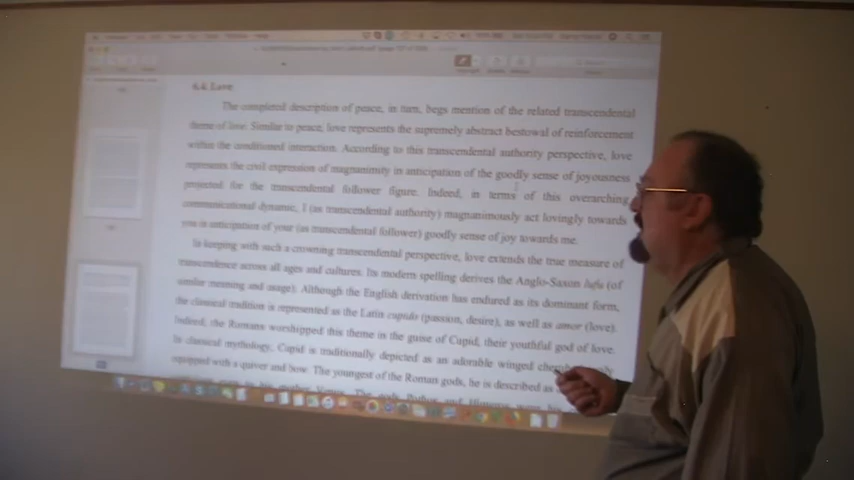 6.4: Love
The completed description of peace, in turn, begs mention of the related transcendental
theme of love. Similar to peace, love represents the supremely abstract bestowal of reinforcement
within the conditioned interaction. According to this transcendental authority perspective, love
represents the civil expression of magnanimity in anticipation of the goodly sense of joyousness
projected for the transcendental follower figure. Indeed, in terms of this overarching
communicational dynamic, I (as transcendental authority) magnanimously act lovingly towards
you in anticipation of your (as transcendental follower) goodly sense of joy towards me.
In keeping with such a crowning transcendental perspective, love extends the true measure of
transcendence across all ages and cultures. Its modern spelling derives the Anglo-Saxon lufu (of
similar meaning and usage). Although the English derivation has endured as its dominant form,
the classical tradition is represented as the Latin cupido (passion, desire), as well as amor (love).
Indeed, the Romans worshipped this theme in the guise of Cupid, their youthful god of love.
In classical mythology, Cupid is traditionally depicted as an adorable winged
equipped with a quiver and bow. The youngest of the Roman gods, he is described as
to his mother Venus. The gods Pothos and Himeros